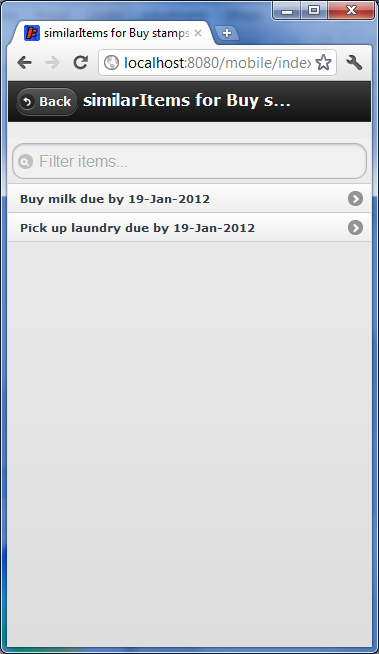 similarItems for Buy stamps
localhost:8080/mobile/index
Back
similarItems for Buy s...
Filter items...
Buy milk due by 19-Jan-2012
Pick up laundry due by 19-Jan-2012